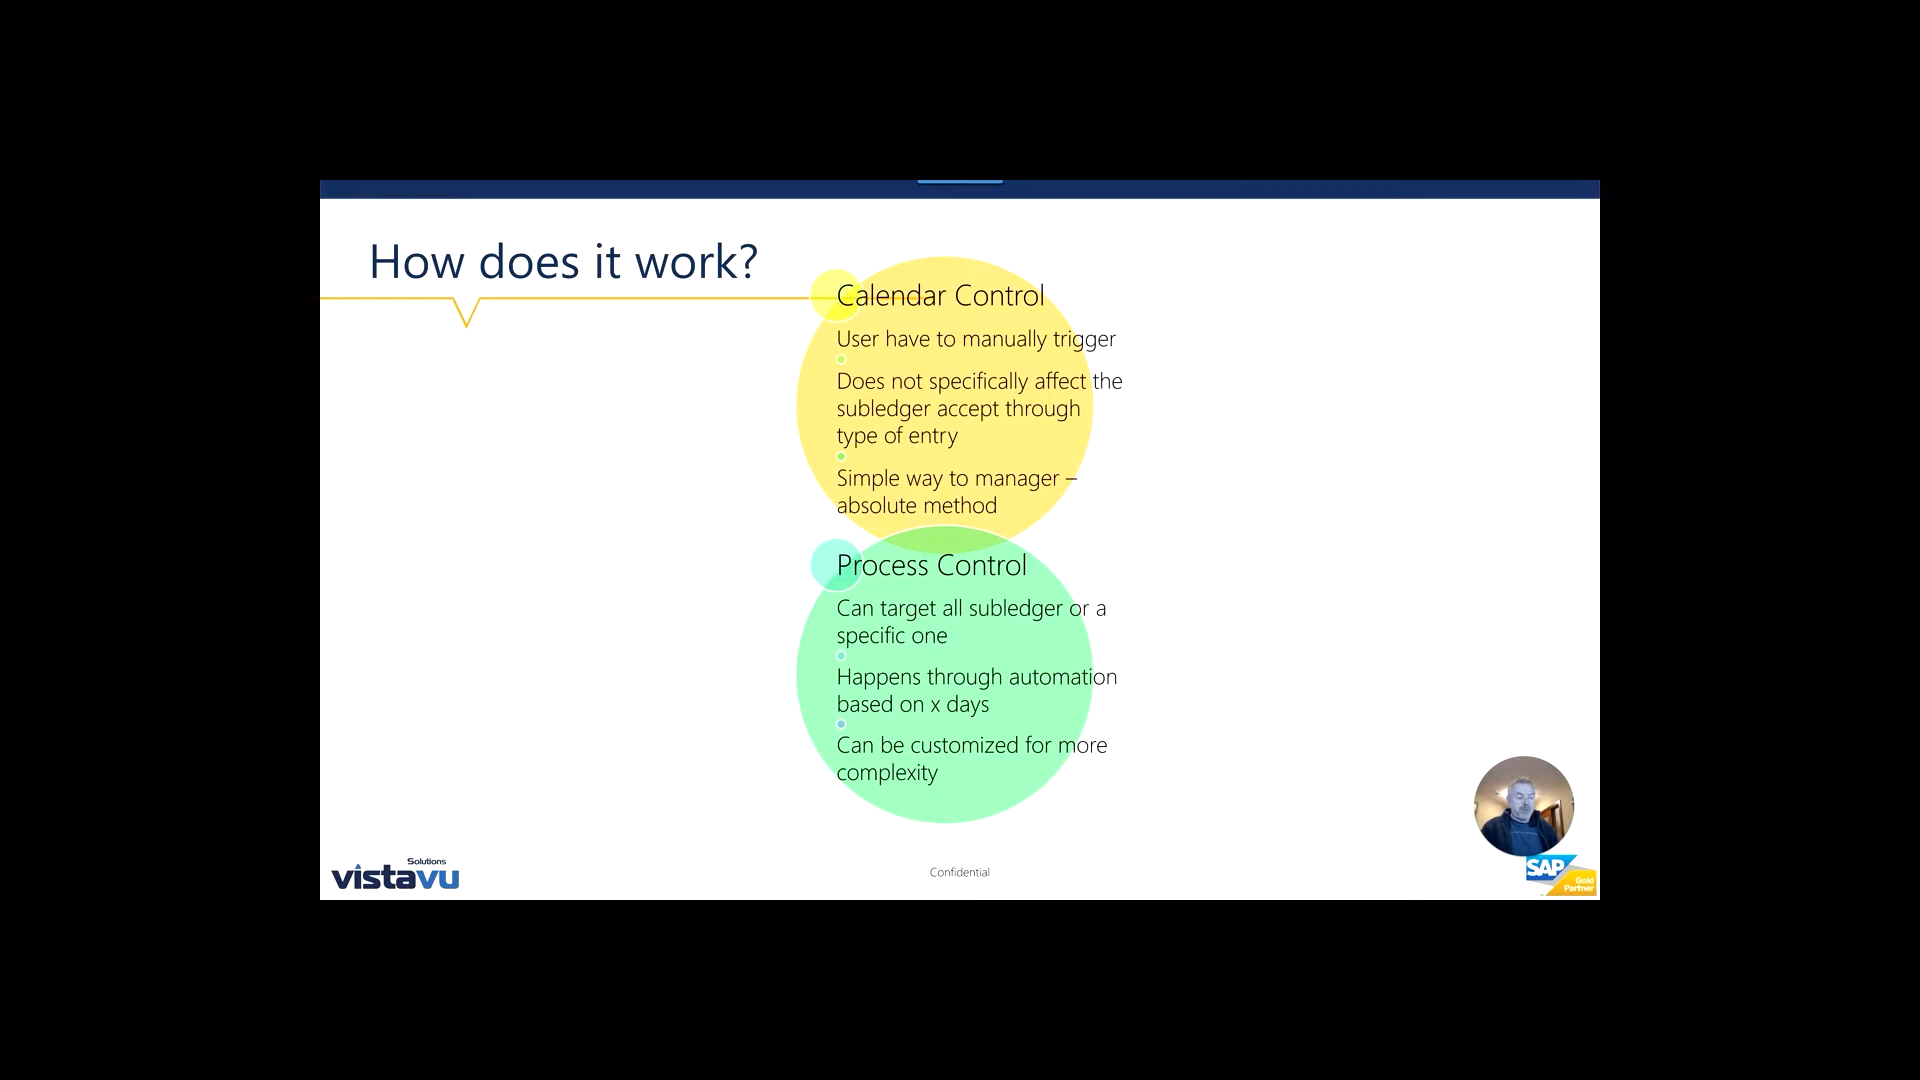 How does it work?
Calendar Control
User have to manually trigger
Does not specifically affect the
subledger accept through
type of entry
Simple way to manager –
absolute method
Process Control
Can target all subledger or a
specific one
Happens through automation
based on x days
Can be customized for more
complexity
Solutions
vistavu
Confidential
SAP
Gold
Partner